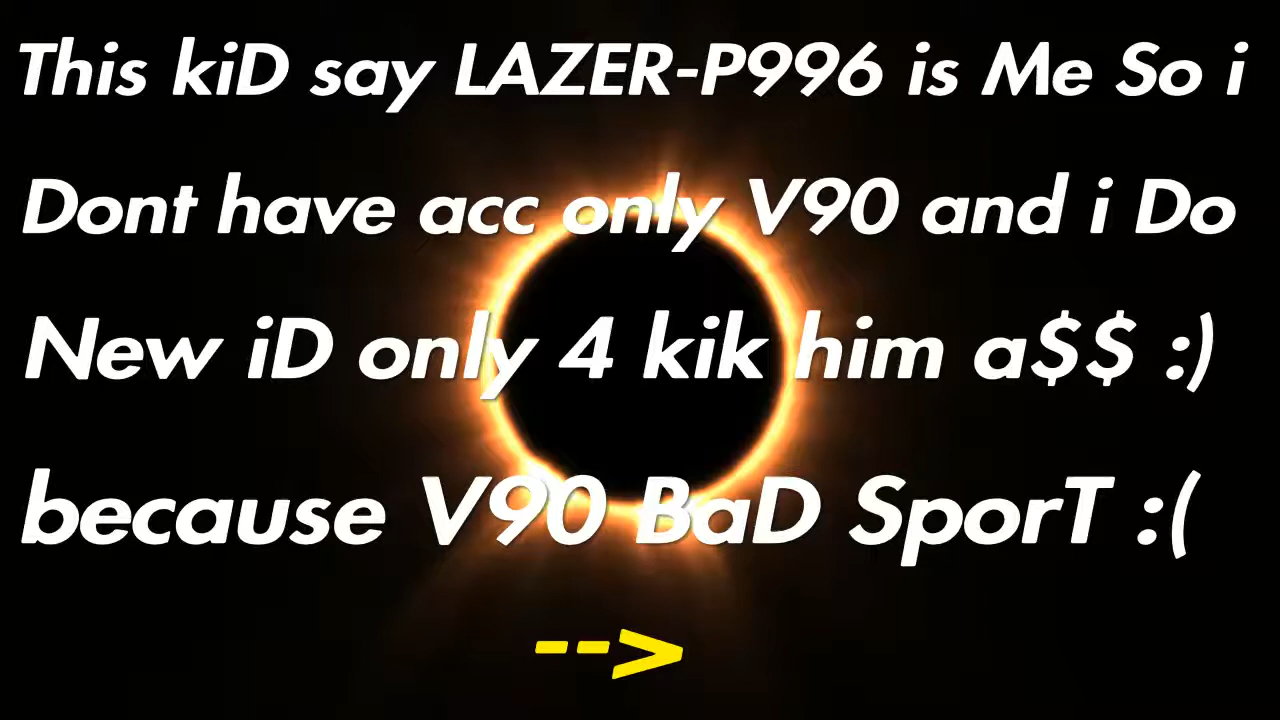 This kiD say LAZER-P996 is Me So i
Dont have acc only V90 and i Do
New iD only 4 kik him a$$ :)
because V90 BaD SporT :(
-->